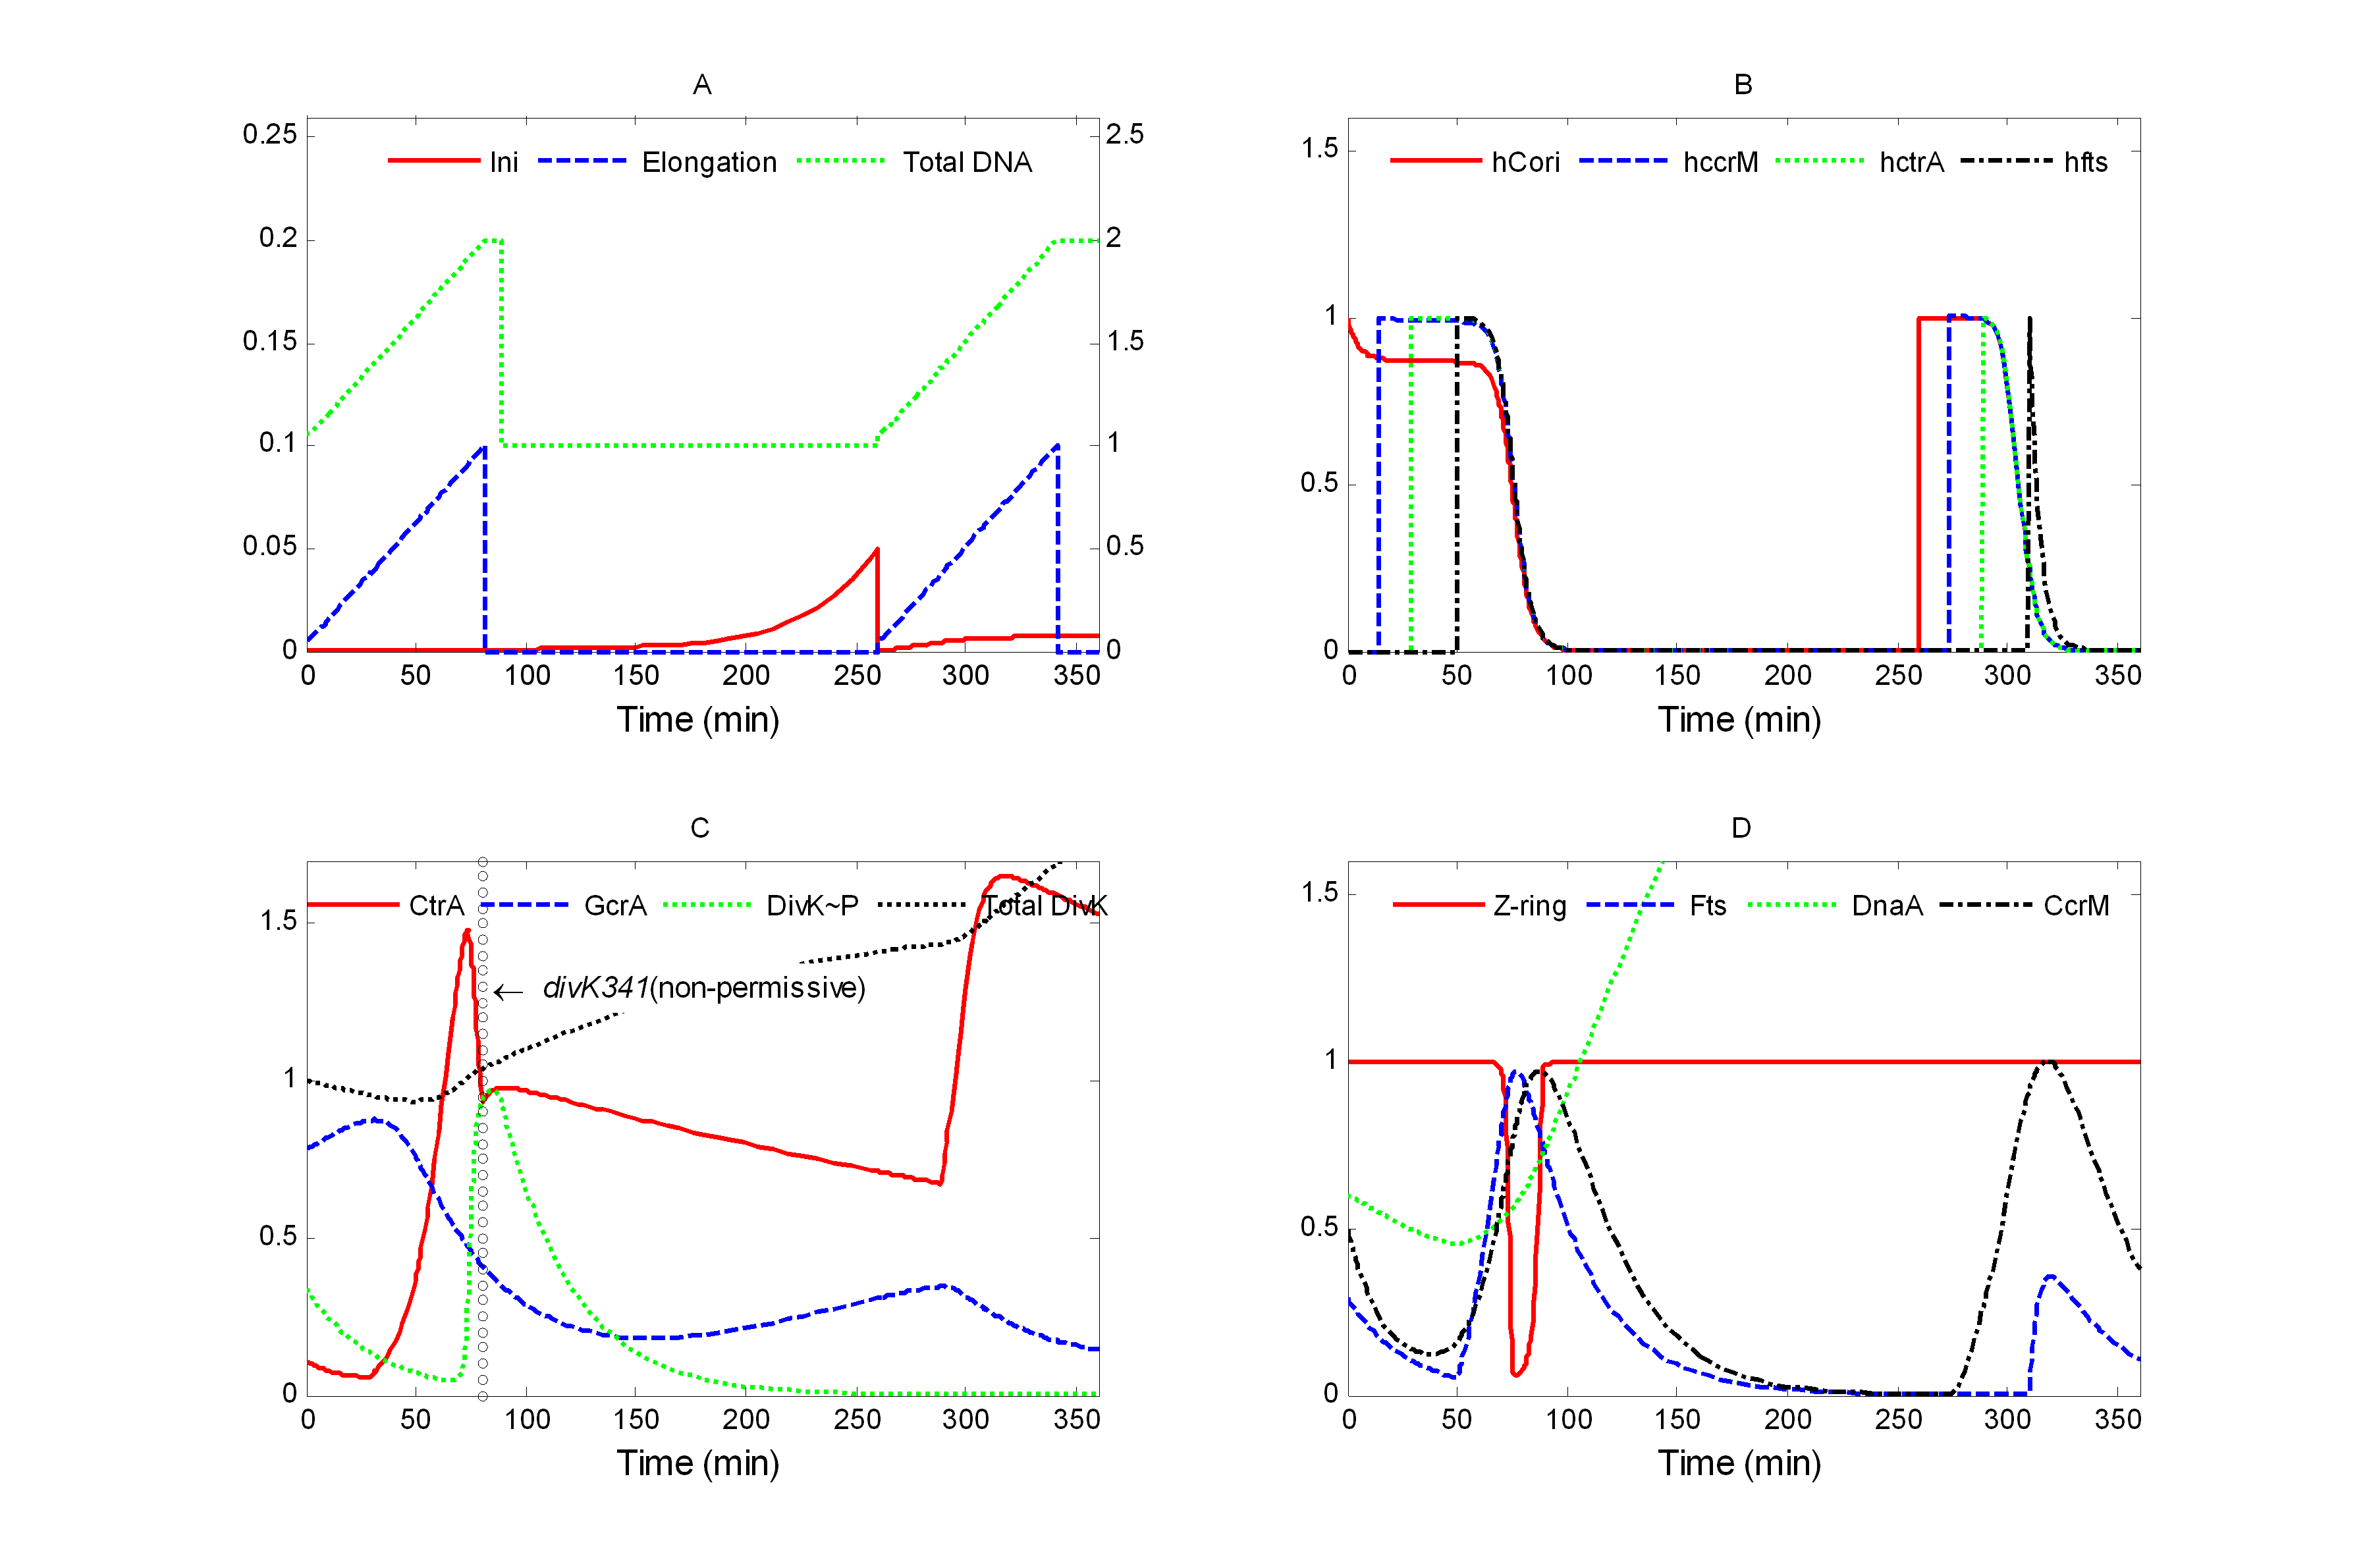 A
0.25
0.2
0.15
0.1
0.05
0
2.5
2
1.5
1
0.5
0
Ini Elongation Total DNA
0 50 100 150 200 250 300 350
Time (min)
B
1.5
1
0.5
0
hCori hccrM hctrA hfts
0 50 100 150 200 250 300 350
Time (min)
C
1.5
1
0.5
0
CtrA GcrA DivK~P Total DivK
← divK341(non-permissive)
0 50 100 150 200 250 300 350
Time (min)
D
1.5
1
0.5
0
Z-ring Fts DnaA CcrM
0 50 100 150 200 250 300 350
Time (min)